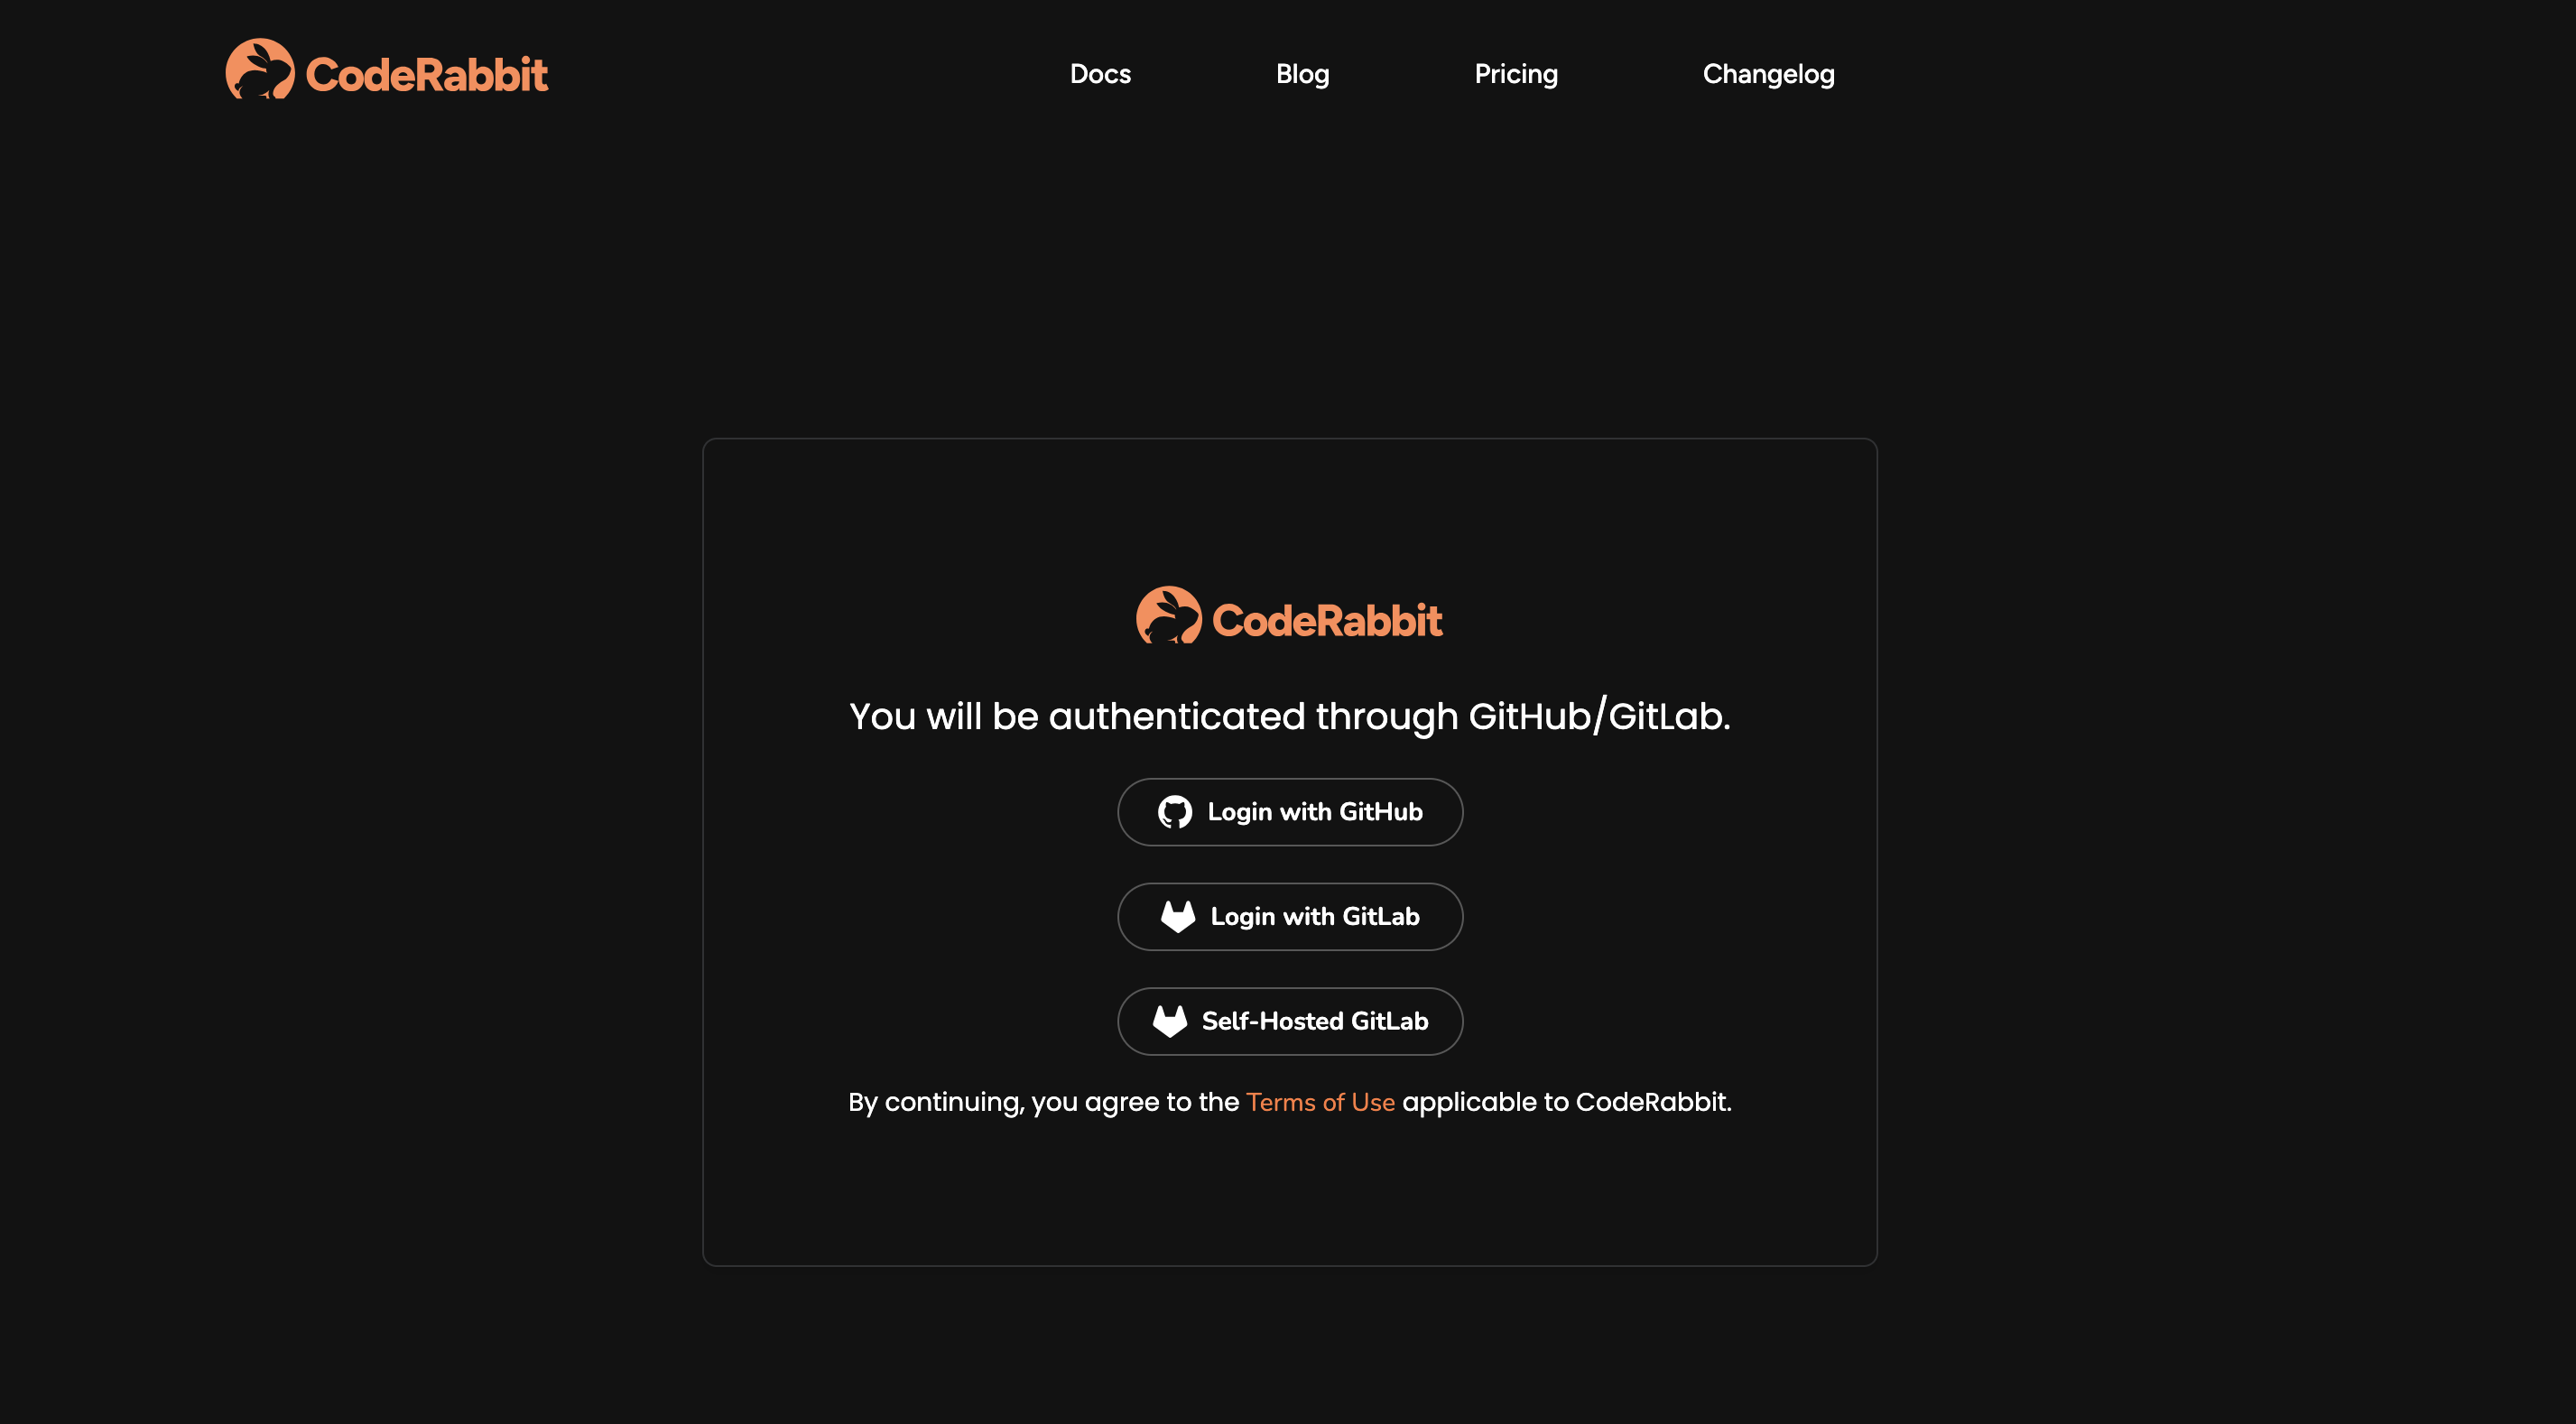 CodeRabbit
Docs Blog Pricing Changelog
CodeRabbit
You will be authenticated through GitHub/GitLab.
Login with GitHub
Login with GitLab
Self-Hosted GitLab
By continuing, you agree to the Terms of Use applicable to CodeRabbit.